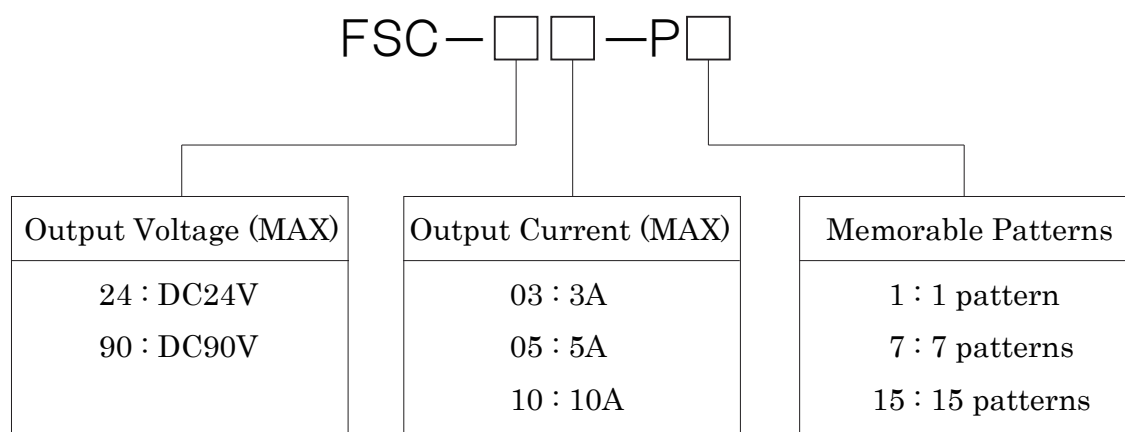 FSC－□□－P□
Output Voltage (MAX)
24：DC24V
90：DC90V
Output Current (MAX)
03：3A
05：5A
10：10A
Memorable Patterns
1：1 pattern
7：7 patterns
15：15 patterns